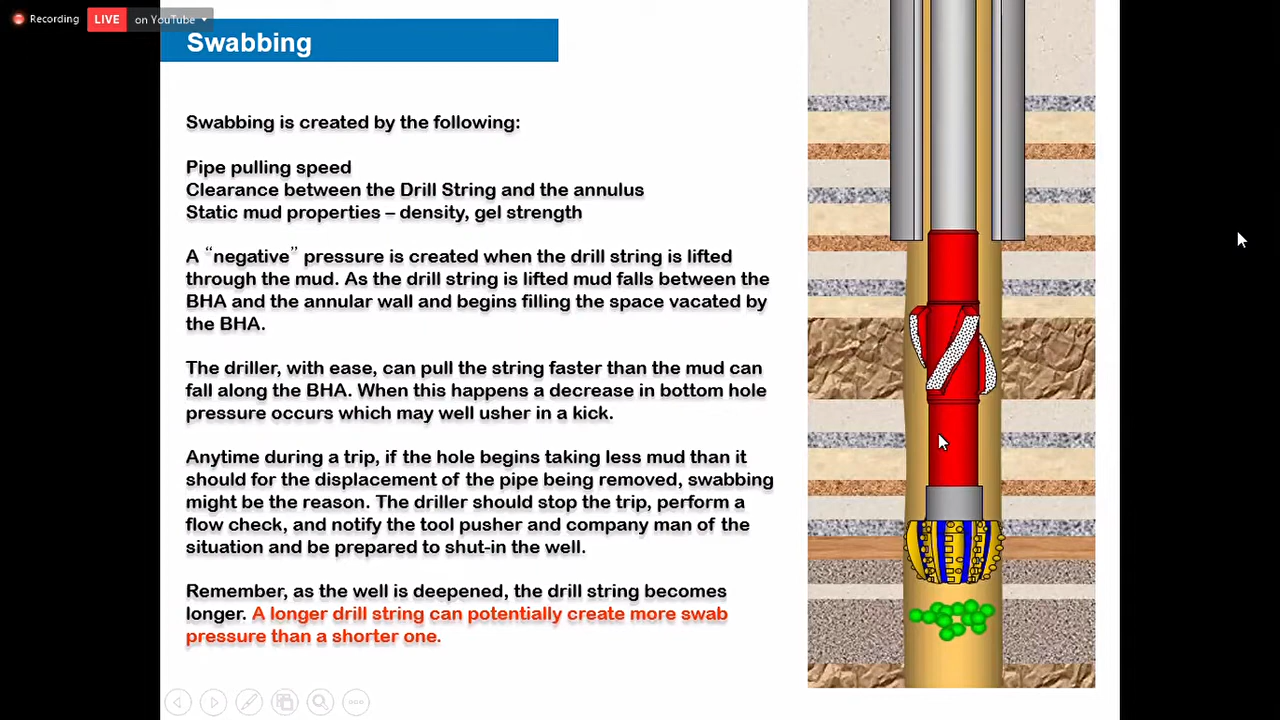 Recording
LIVE on YouTube
Swabbing
Swabbing is created by the following:
Pipe pulling speed
Clearance between the Drill String and the annulus
Static mud properties – density, gel strength
A “negative” pressure is created when the drill string is lifted
through the mud. As the drill string is lifted mud falls between the
BHA and the annular wall and begins filling the space vacated by
the BHA.
The driller, with ease, can pull the string faster than the mud can
fall along the BHA. When this happens a decrease in bottom hole
pressure occurs which may well usher in a kick.
Anytime during a trip, if the hole begins taking less mud than it
should for the displacement of the pipe being removed, swabbing
might be the reason. The driller should stop the trip, perform a
flow check, and notify the tool pusher and company man of the
situation and be prepared to shut-in the well.
Remember, as the well is deepened, the drill string becomes
longer. A longer drill string can potentially create more swab
pressure than a shorter one.